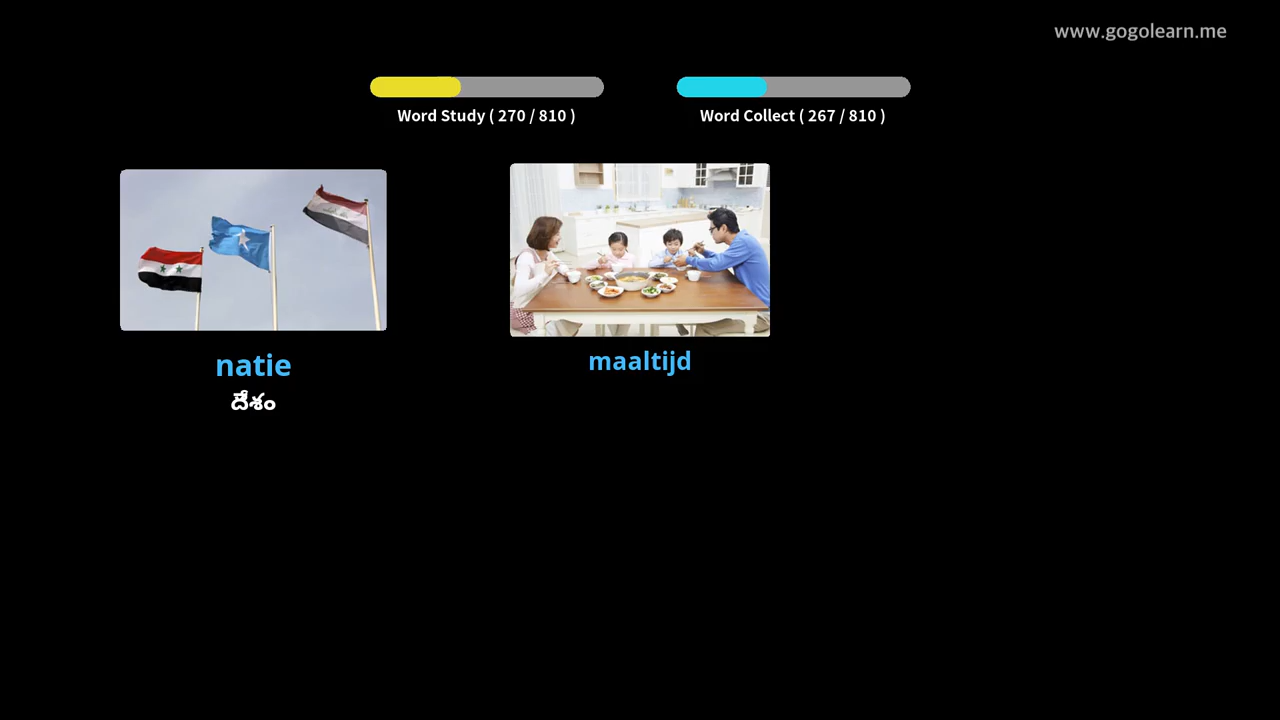 www.gogolearn.me
Word Study ( 270 / 810 )
Word Collect ( 267 / 810 )
natie
దేశం
maaltijd